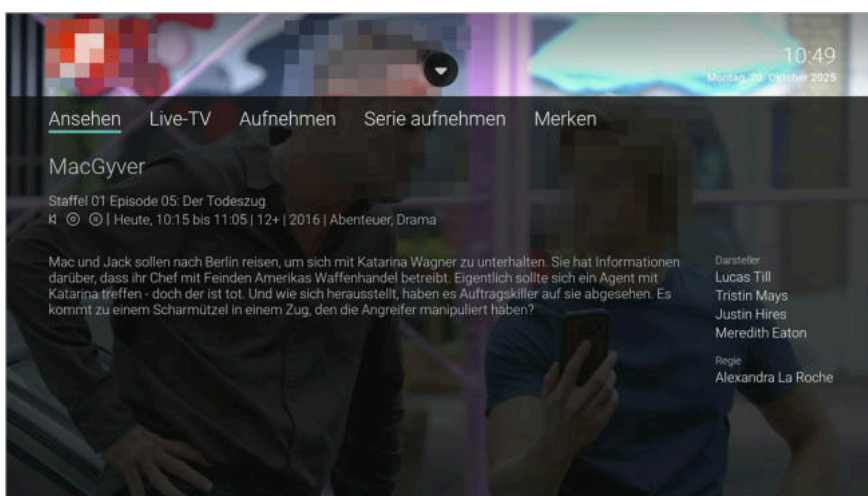 10:49
Montag, 20. Oktober 2025
Ansehen Live-TV Aufnehmen Serie aufnehmen Merken
MacGyver
Staffel 01 Episode 05: Der Todeszug
| Heute, 10:15 bis 11:05 | 12+ | 2016 | Abenteuer, Drama
Mac und Jack sollen nach Berlin reisen, um sich mit Katarina Wagner zu unterhalten. Sie hat Informationen
darüber, dass ihr Chef mit Feinden Amerikas Waffenhandel betreibt. Eigentlich sollte sich ein Agent mit
Katarina treffen - doch der ist tot. Und wie sich herausstellt, haben es Auftragskiller auf sie abgesehen. Es
kommt zu einem Scharmützel in einem Zug, den die Angreifer manipuliert haben?
Darsteller
Lucas Till
Tristin Mays
Justin Hires
Meredith Eaton
Regie
Alexandra La Roche